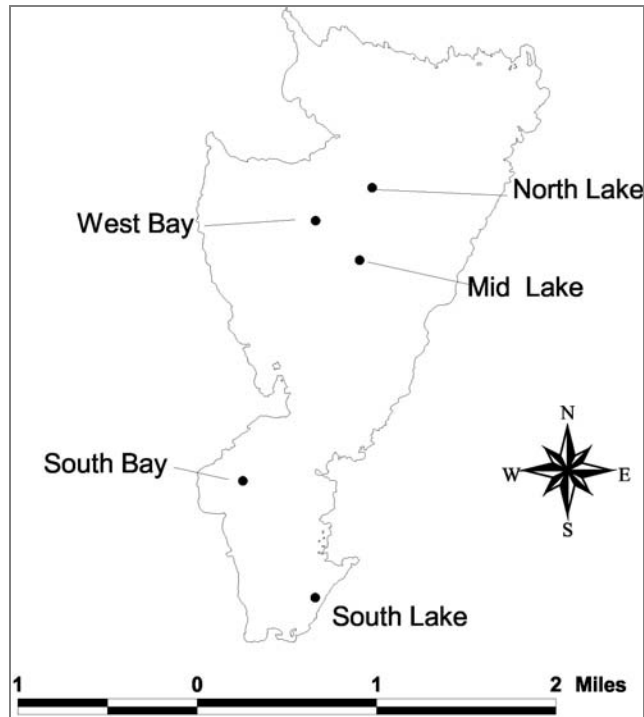 North Lake
West Bay
Mid Lake
N
South Bay
W E
S
South Lake
1 0 1 2 Miles